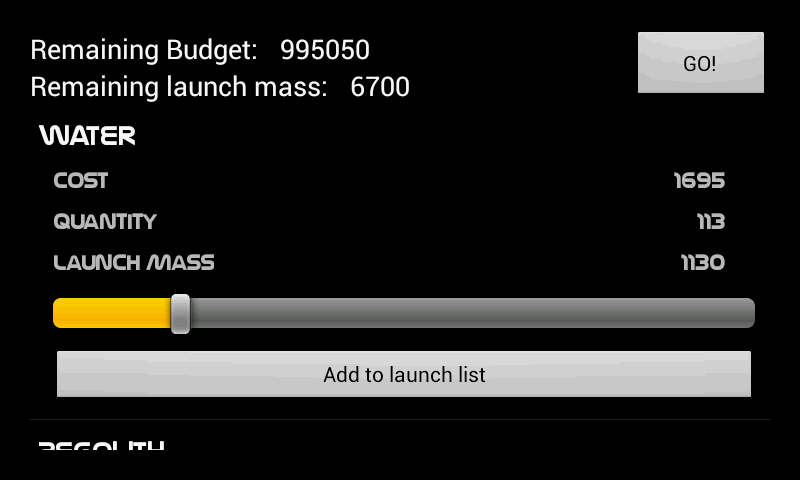 Remaining Budget: 995050
Remaining launch mass: 6700
GO!
WATER
COST 1695
QUANTITY 113
LAUNCH MASS 1130
Add to launch list
REGOLITH